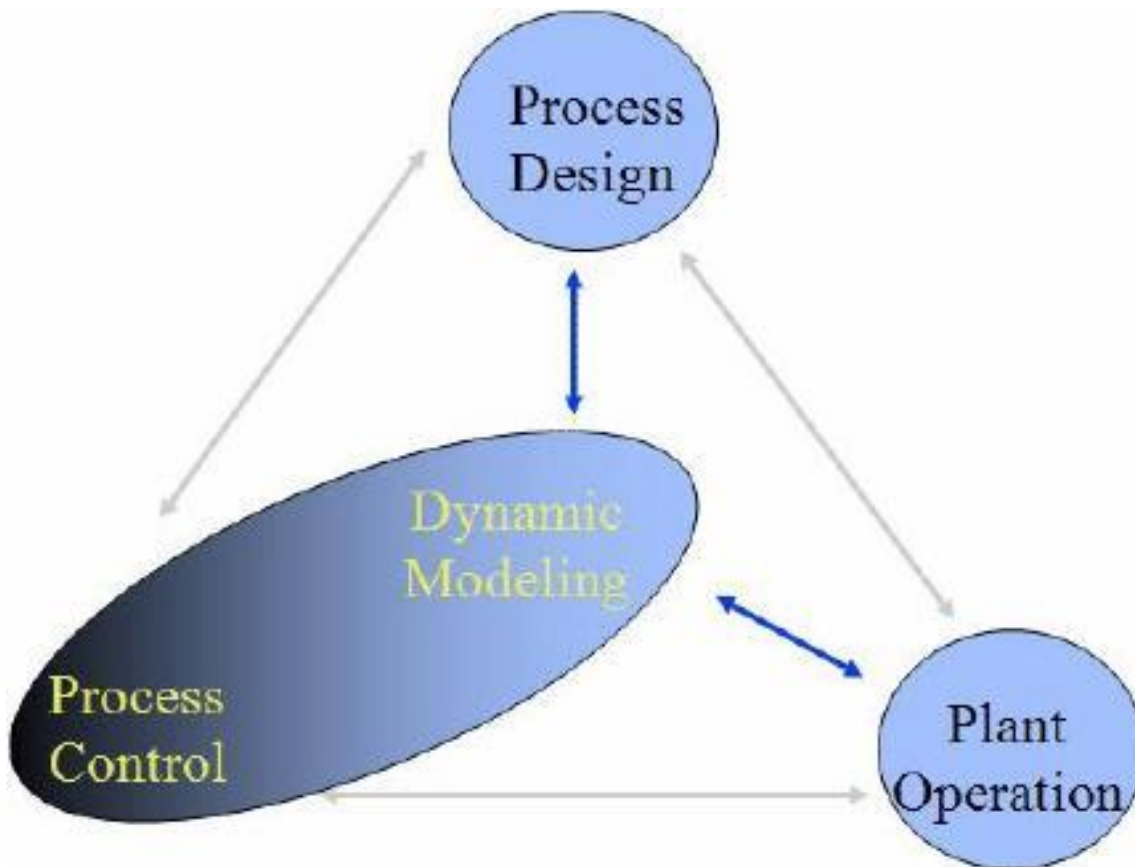 Process
Design
Dynamic
Modeling
Process
Control
Plant
Operation